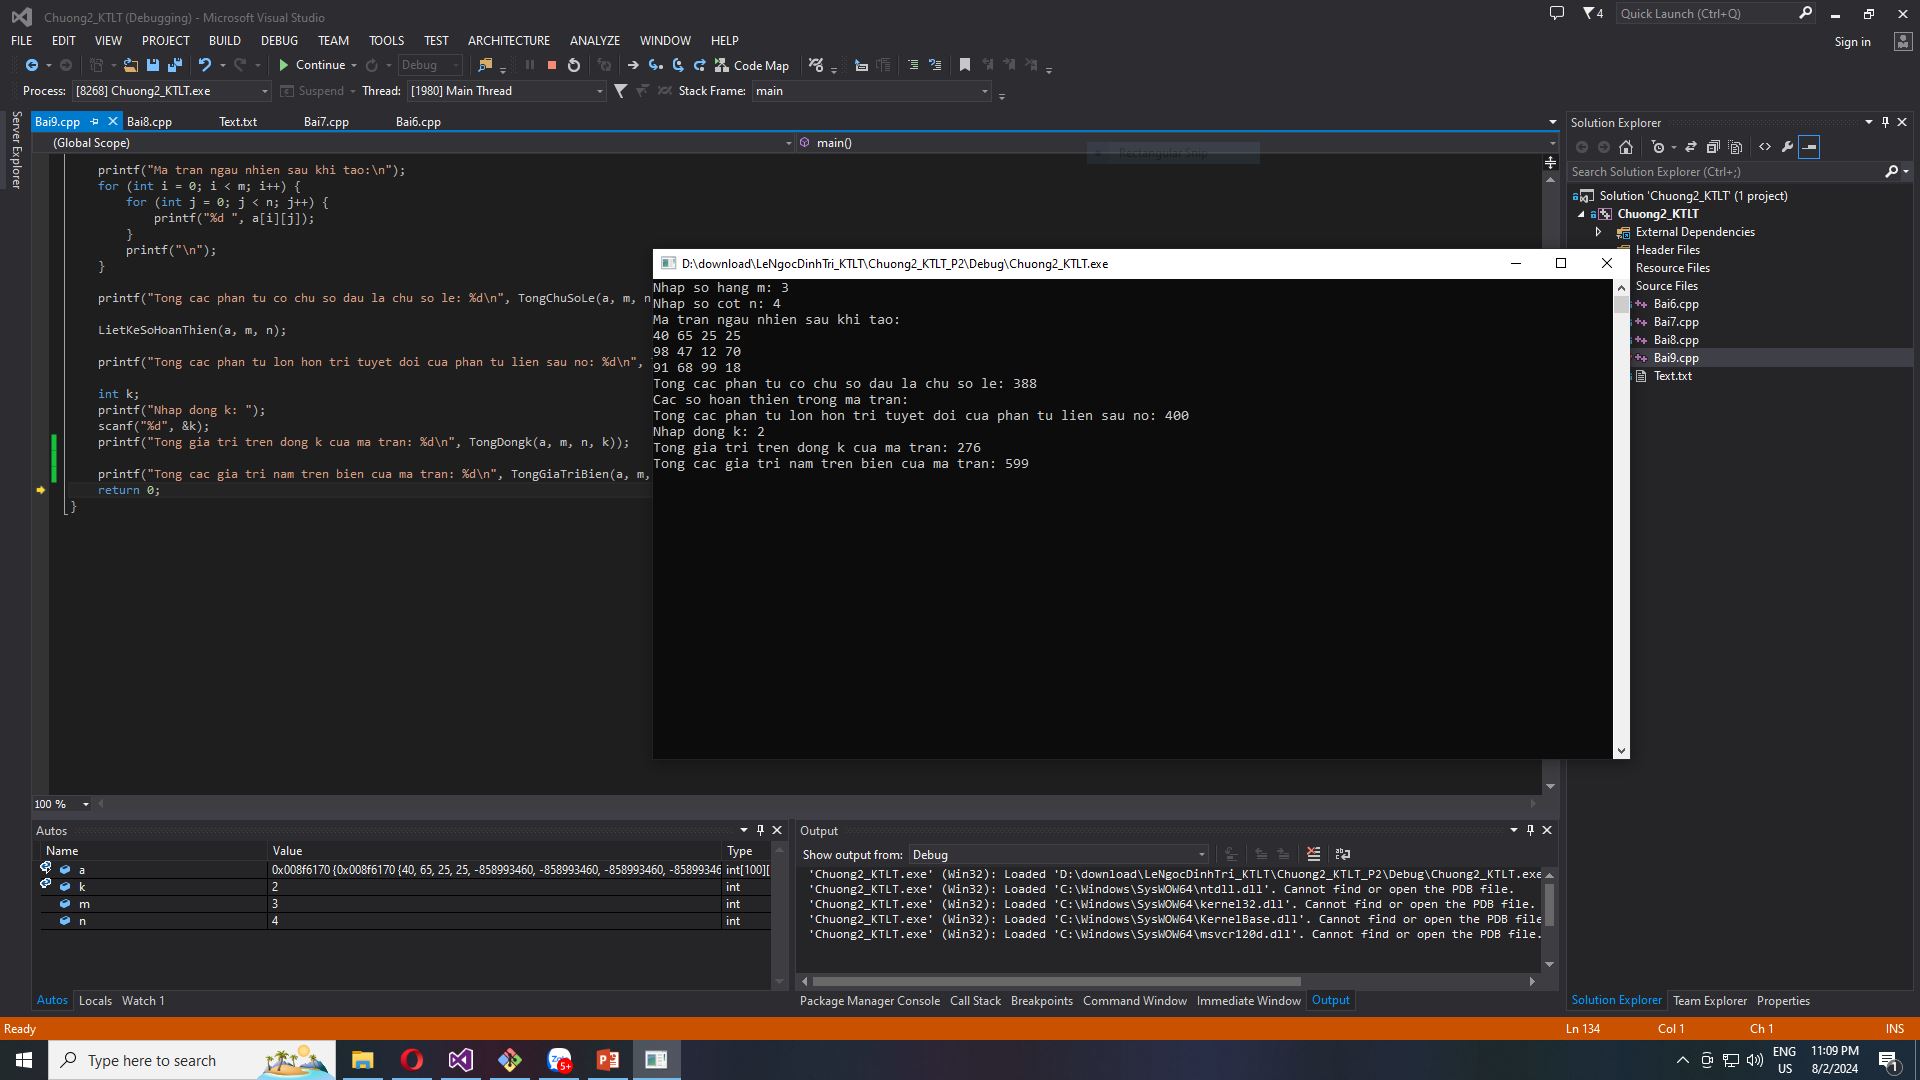 Chuong2_KTLT (Debugging) - Microsoft Visual Studio
4
Quick Launch (Ctrl+Q)
FILE EDIT VIEW PROJECT BUILD DEBUG TEAM TOOLS TEST ARCHITECTURE ANALYZE WINDOW HELP
Sign in
Continue Debug Code Map
Process: [8268] Chuong2_KTLT.exe Suspend Thread: [1980] Main Thread Stack Frame: main
Server Explorer
Bai9.cpp Bai8.cpp Text.txt Bai7.cpp Bai6.cpp
(Global Scope) main()
Rectangular Snip
printf("Ma tran ngau nhien sau khi tao:\n");
for (int i = 0; i < m; i++) {
for (int j = 0; j < n; j++) {
printf("%d ", a[i][j]);
}
printf("\n");
}
printf("Tong cac phan tu co chu so dau la chu so le: %d\n", TongChuSoLe(a, m, n
LietKeSoHoanThien(a, m, n);
printf("Tong cac phan tu lon hon tri tuyet doi cua phan tu lien sau no: %d\n",
int k;
printf("Nhap dong k: ");
scanf("%d", &k);
printf("Tong gia tri tren dong k cua ma tran: %d\n", TongDongk(a, m, n, k));
printf("Tong cac gia tri nam tren bien cua ma tran: %d\n", TongGiaTriBien(a, m,
return 0;
}
D:\download\LeNgocDinhTri_KTLT\Chuong2_KTLT_P2\Debug\Chuong2_KTLT.exe
Nhap so hang m: 3
Nhap so cot n: 4
Ma tran ngau nhien sau khi tao:
40 65 25 25
98 47 12 70
91 68 99 18
Tong cac phan tu co chu so dau la chu so le: 388
Cac so hoan thien trong ma tran:
Tong cac phan tu lon hon tri tuyet doi cua phan tu lien sau no: 400
Nhap dong k: 2
Tong gia tri tren dong k cua ma tran: 276
Tong cac gia tri nam tren bien cua ma tran: 599
Solution Explorer
Search Solution Explorer (Ctrl+;)
Solution 'Chuong2_KTLT' (1 project)
Chuong2_KTLT
External Dependencies
Header Files
Resource Files
Source Files
Bai6.cpp
Bai7.cpp
Bai8.cpp
Bai9.cpp
Text.txt
100 %
Autos
Name Value Type
a 0x008f6170 {0x008f6170 {40, 65, 25, 25, -858993460, -858993460, -858993460, -85899346 int[100][
k 2 int
m 3 int
n 4 int
Autos Locals Watch 1
Output
Show output from: Debug
'Chuong2_KTLT.exe' (Win32): Loaded 'D:\download\LeNgocDinhTri_KTLT\Chuong2_KTLT_P2\Debug\Chuong2_KTLT.exe
'Chuong2_KTLT.exe' (Win32): Loaded 'C:\Windows\SysWOW64\ntdll.dll'. Cannot find or open the PDB file.
'Chuong2_KTLT.exe' (Win32): Loaded 'C:\Windows\SysWOW64\kernel32.dll'. Cannot find or open the PDB file.
'Chuong2_KTLT.exe' (Win32): Loaded 'C:\Windows\SysWOW64\KernelBase.dll'. Cannot find or open the PDB file
'Chuong2_KTLT.exe' (Win32): Loaded 'C:\Windows\SysWOW64\msvcr120d.dll'. Cannot find or open the PDB file.
Package Manager Console Call Stack Breakpoints Command Window Immediate Window Output
Solution Explorer Team Explorer Properties
Ready Ln 134 Col 1 Ch 1 INS
Type here to search
ENG
US
11:09 PM
8/2/2024
1